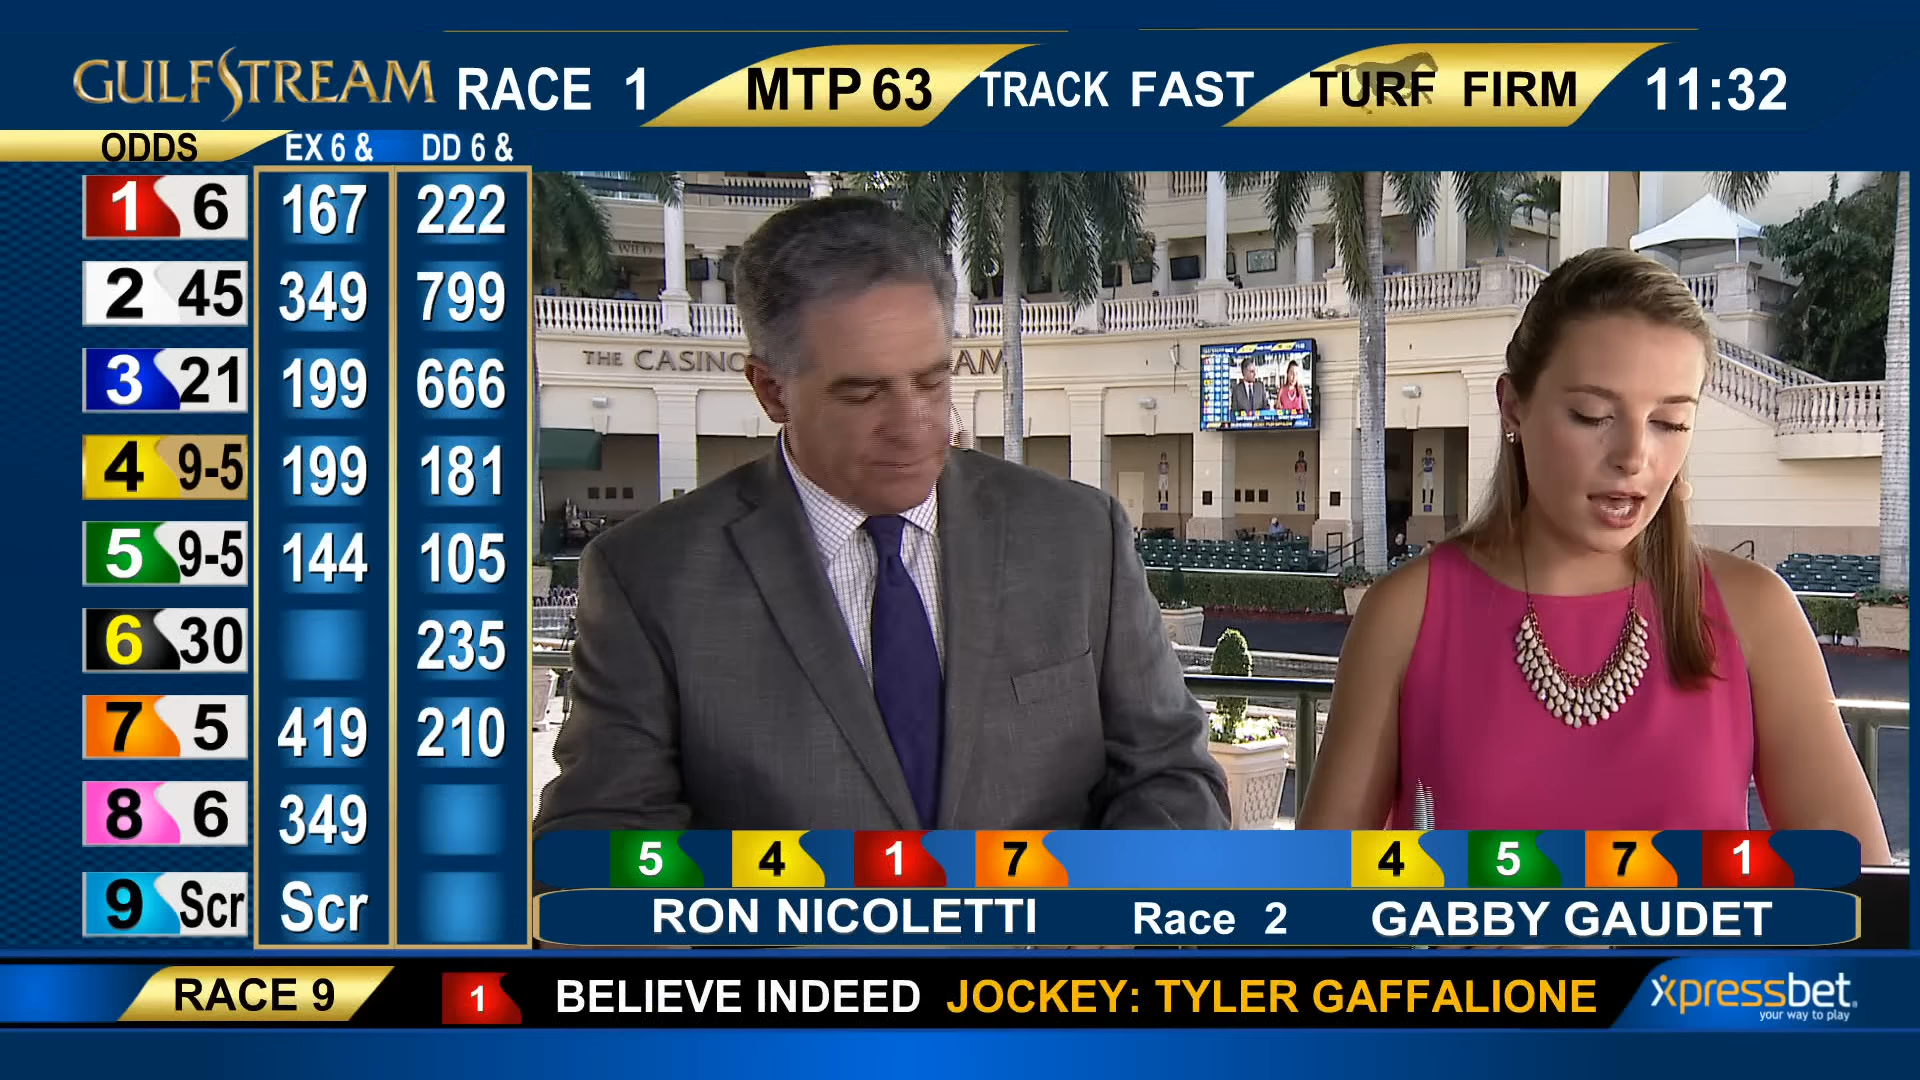 GULFSTREAM RACE 1 MTP 63 TRACK FAST TURF FIRM 11:32
ODDS EX 6 & DD 6 &
1 6 167 222
2 45 349 799
3 21 199 666
4 9-5 199 181
5 9-5 144 105
6 30 235
7 5 419 210
8 6 349
9 Scr Scr
THE CASINO
5 4 1 7 4 5 7 1
RON NICOLETTI Race 2 GABBY GAUDET
RACE 9 1 BELIEVE INDEED JOCKEY: TYLER GAFFALIONE xpressbet.
your way to play